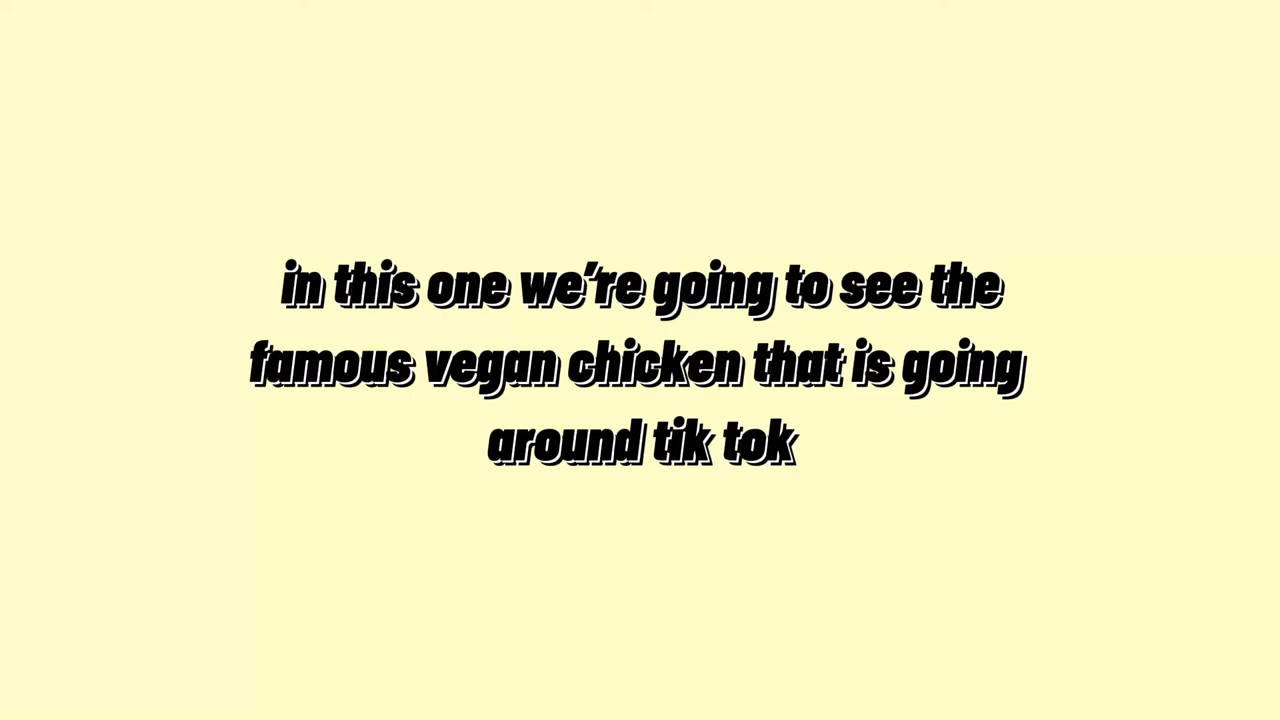 in this one we're going to see the
famous vegan chicken that is going
around tik tok